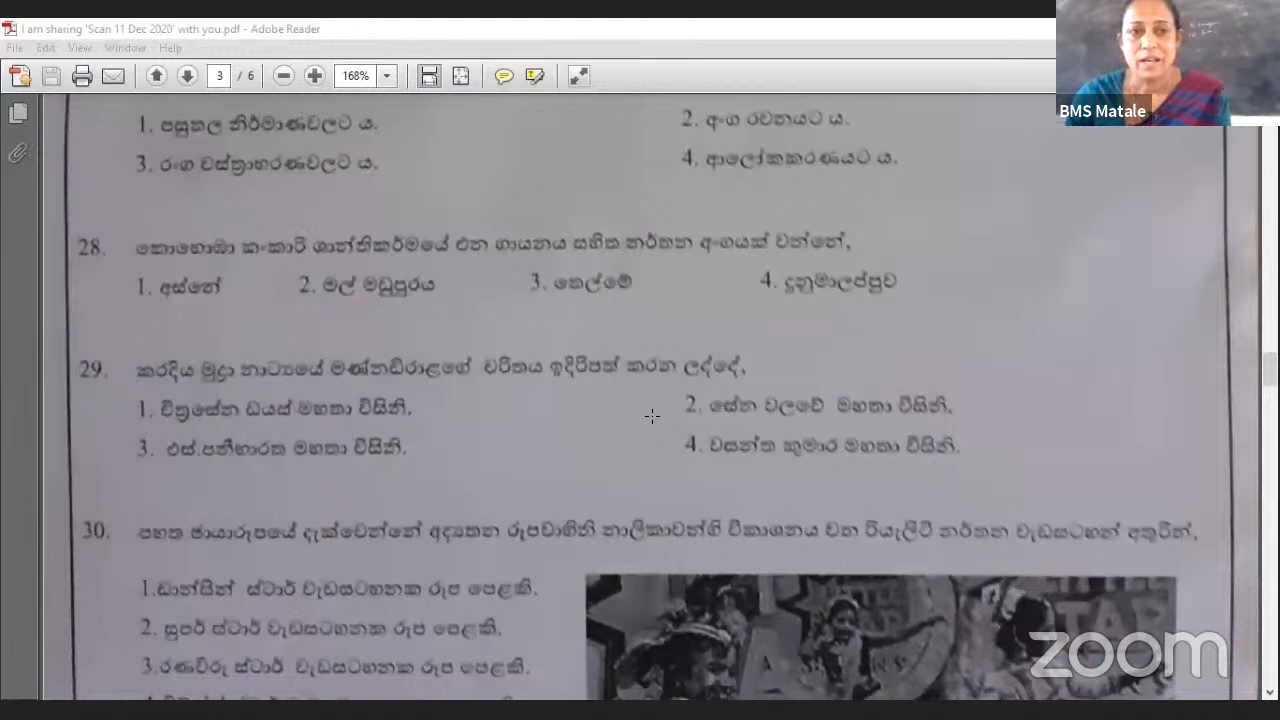 I am sharing 'Scan 11 Dec 2020' with you.pdf - Adobe Reader
File Edit View Window Help
3 / 6 168%
BMS Matale
1. පසුතල නිර්මාණවලට ය. 2. අංග රචනයට ය.
3. රංග වස්ත්‍රාභරණවලට ය. 4. ආලෝකකරණයට ය.
28. කොහොඹා කංකාරි ශාන්තිකර්මයේ එන ගායනය සහිත නර්තන අංගයක් වන්නේ,
1. අස්නේ 2. මල් මඩුපුරය 3. තෙල්මේ 4. දුනුමාලප්පුව
29. කරදිය මුද්‍රා නාට්‍යයේ මණ්නඩිරාළගේ චරිතය ඉදිරිපත් කරන ලද්දේ,
1. චිත්‍රසේන ඩයස් මහතා විසිනි. 2. සේන වලවේ මහතා විසිනි.
3. එස්.පනීභාරත මහතා විසිනි. 4. වසන්ත කුමාර මහතා විසිනි.
30. පහත ඡායාරූපයේ දැක්වෙන්නේ අද්‍යතන රූපවාහිනි නාලිකාවන්හි විකාශනය වන රියැලිටි නර්තන වැඩසටහන් අතුරින්,
1.ඩාන්සින් ස්ටාර් වැඩසටහනක රූප පෙළකි.
2. සුපර් ස්ටාර් වැඩසටහනක රූප පෙළකි.
3.රණවිරු ස්ටාර් වැඩසටහනක රූප පෙළකි.
zoom